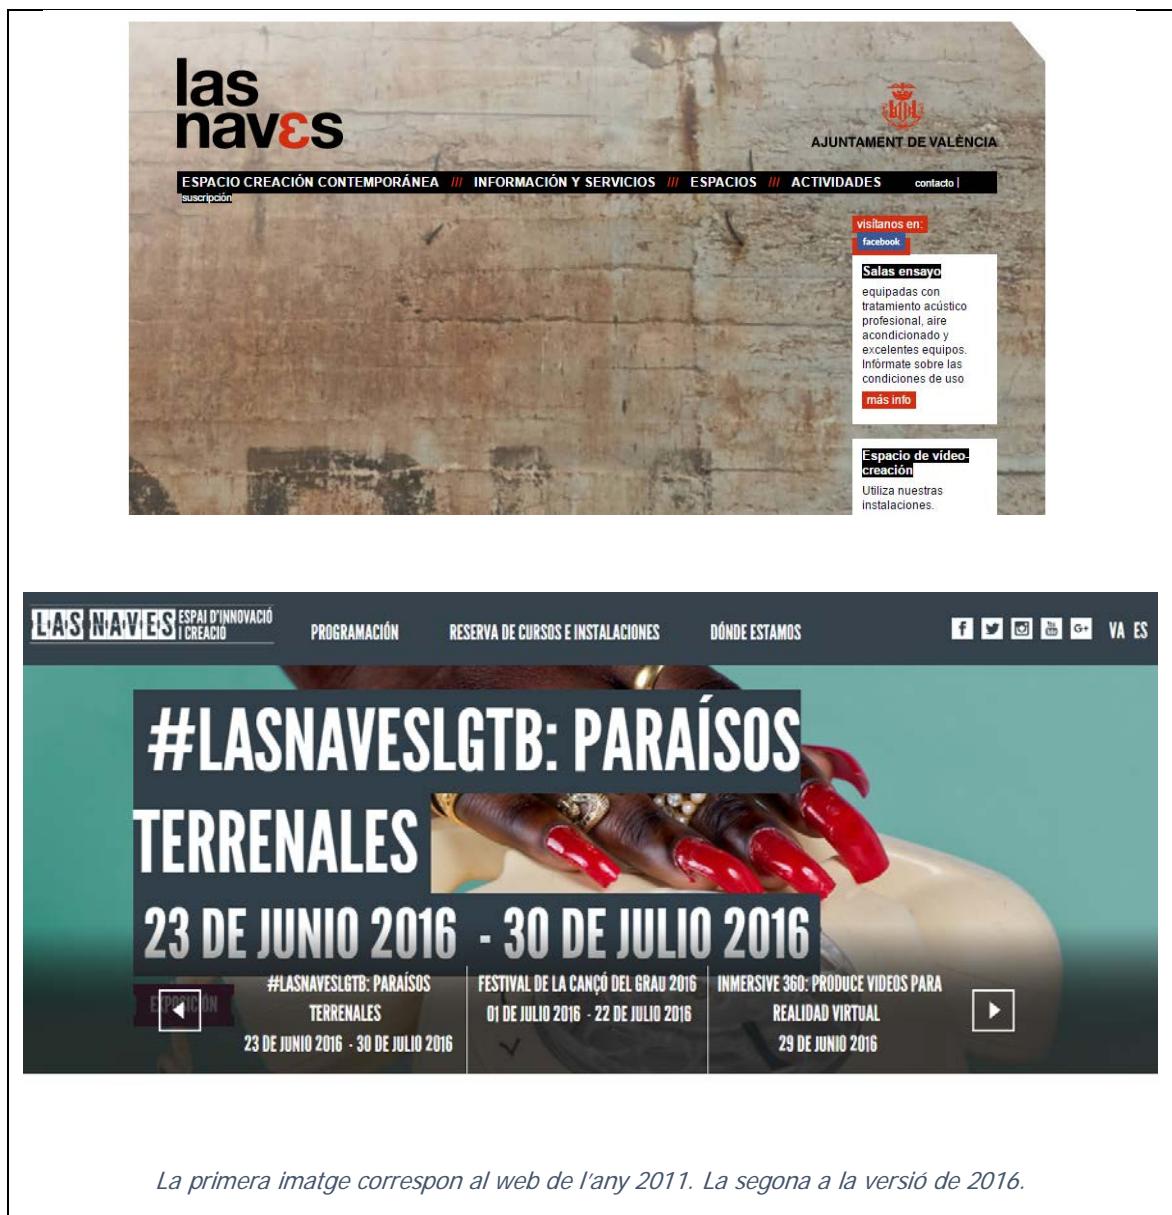 las
navεs
AJUNTAMENT DE VALÈNCIA
ESPACIO CREACIÓN CONTEMPORÁNEA /// INFORMACIÓN Y SERVICIOS /// ESPACIOS /// ACTIVIDADES contacto |
suscripción
visítanos en:
facebook
Salas ensayo
equipadas con
tratamiento acústico
profesional, aire
acondicionado y
excelentes equipos.
Infórmate sobre las
condiciones de uso
más info
Espacio de vídeo-
creación
Utiliza nuestras
instalaciones.
LAS NAVES ESPAI D'INNOVACIÓ
I CREACIÓ
PROGRAMACIÓN RESERVA DE CURSOS E INSTALACIONES DÓNDE ESTAMOS
f You Tube G+ VA ES
#LASNAVESLGTB: PARAÍSOS
TERRENALES
23 DE JUNIO 2016 - 30 DE JULIO 2016
EXPOSICIÓN
#LASNAVESLGTB: PARAÍSOS
TERRENALES
23 DE JUNIO 2016 - 30 DE JULIO 2016
FESTIVAL DE LA CANÇÓ DEL GRAU 2016
01 DE JULIO 2016 - 22 DE JULIO 2016
INMERSIVE 360: PRODUCE VIDEOS PARA
REALIDAD VIRTUAL
29 DE JUNIO 2016
La primera imatge correspon al web de l'any 2011. La segona a la versió de 2016.